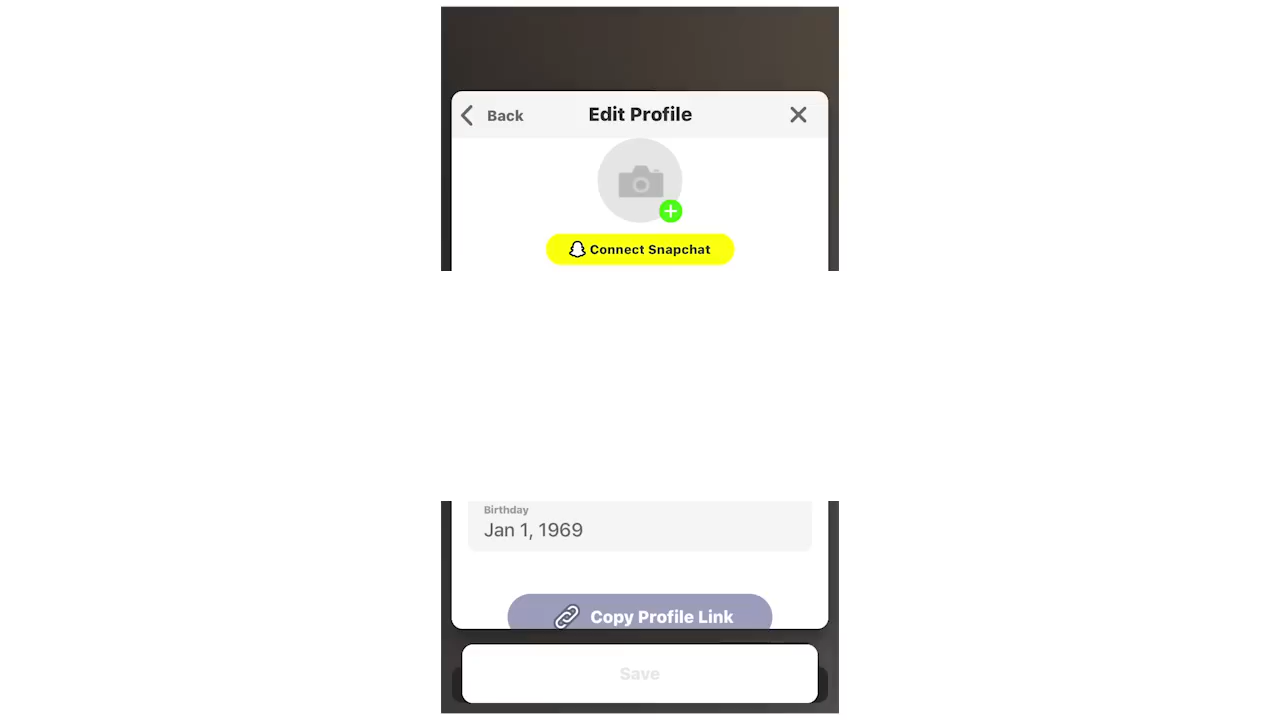 Back
Edit Profile
Connect Snapchat
Birthday
Jan 1, 1969
Copy Profile Link
Save